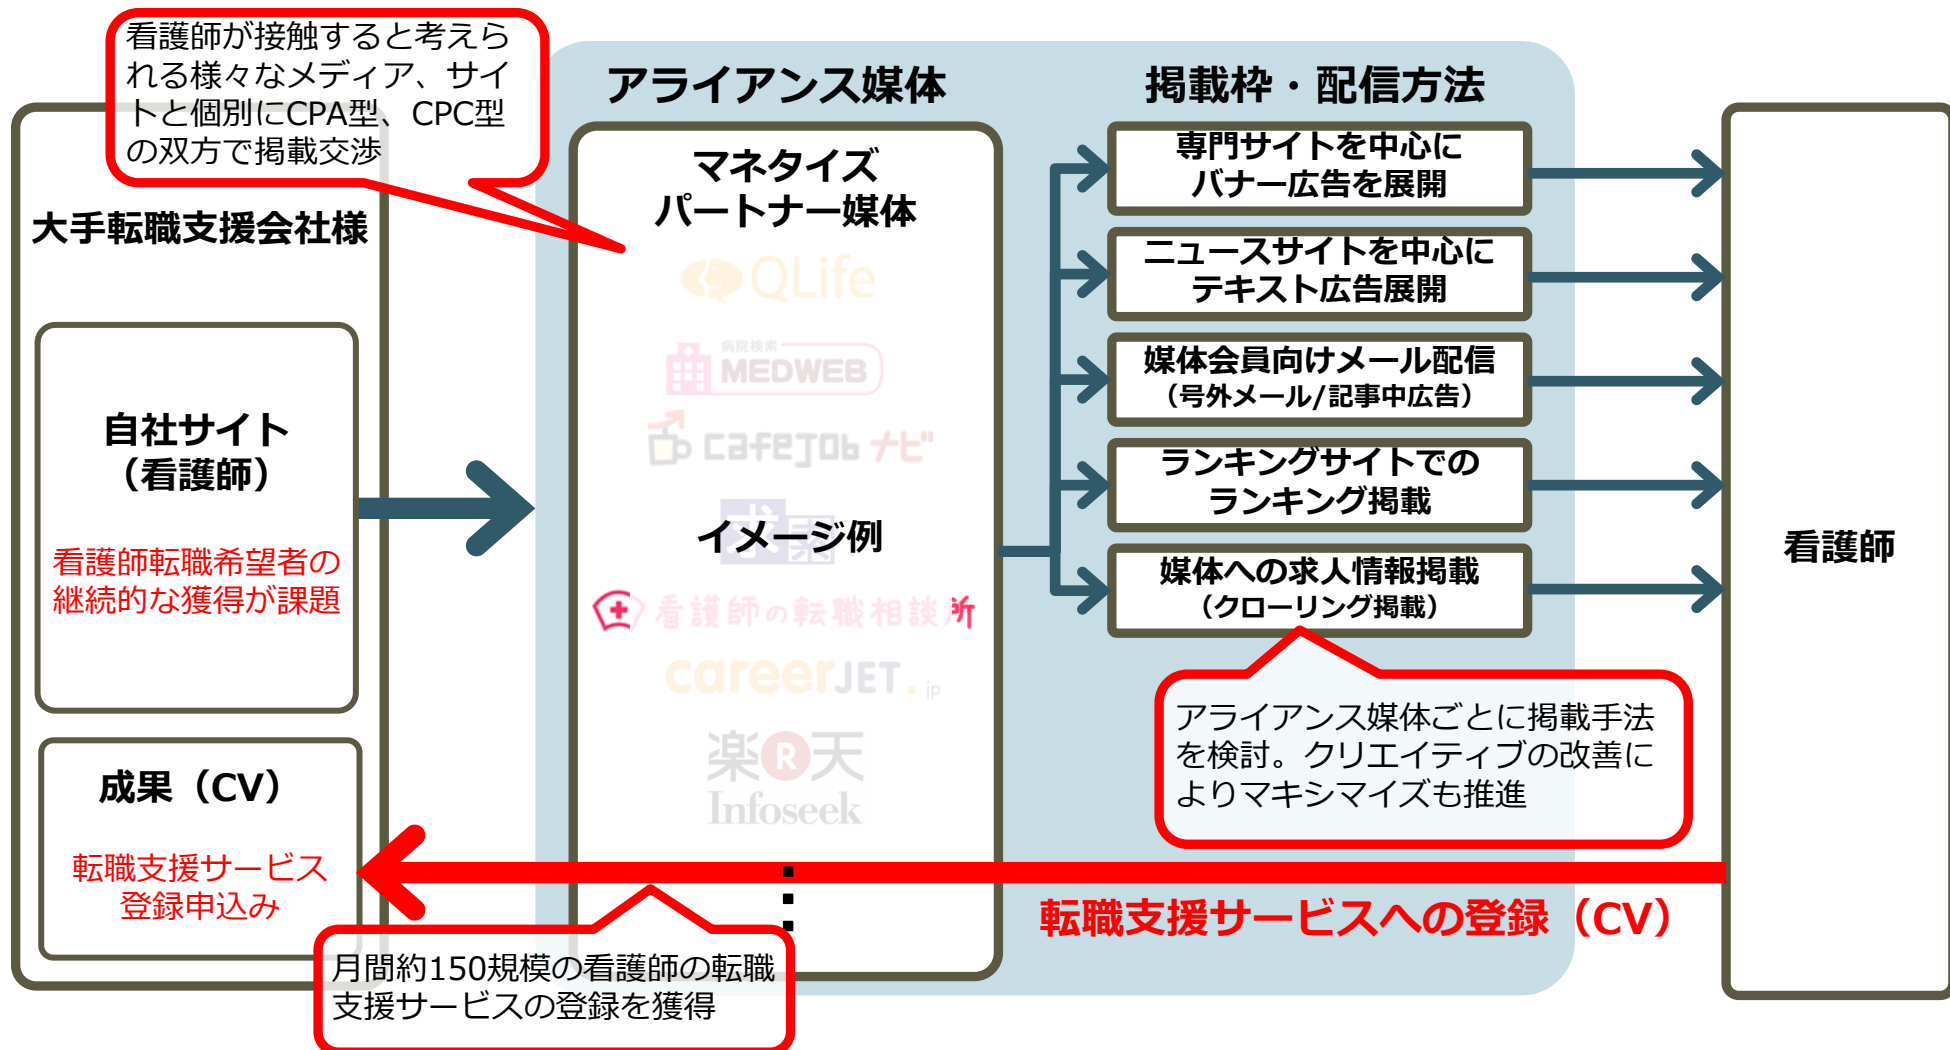 看護師が接触すると考えら
れる様々なメディア、サイ
トと個別にCPA型、CPC型
の双方で掲載交渉
大手転職支援会社様
自社サイト
（看護師）
看護師転職希望者の
継続的な獲得が課題
成果（CV）
転職支援サービス
登録申込み
アライアンス媒体
マネタイズ
パートナー媒体
QLife
病院検索
MEDWEB
cafeJob ナビ
求薬
イメージ例
看護師の転職相談所
careerJET.jp
楽R天
Infoseek
掲載枠・配信方法
専門サイトを中心に
バナー広告を展開
ニュースサイトを中心に
テキスト広告展開
媒体会員向けメール配信
（号外メール/記事中広告）
ランキングサイトでの
ランキング掲載
媒体への求人情報掲載
（クローリング掲載）
アライアンス媒体ごとに掲載手法
を検討。クリエイティブの改善に
よりマキシマイズも推進
看護師
転職支援サービスへの登録（CV）
月間約150規模の看護師の転職
支援サービスの登録を獲得